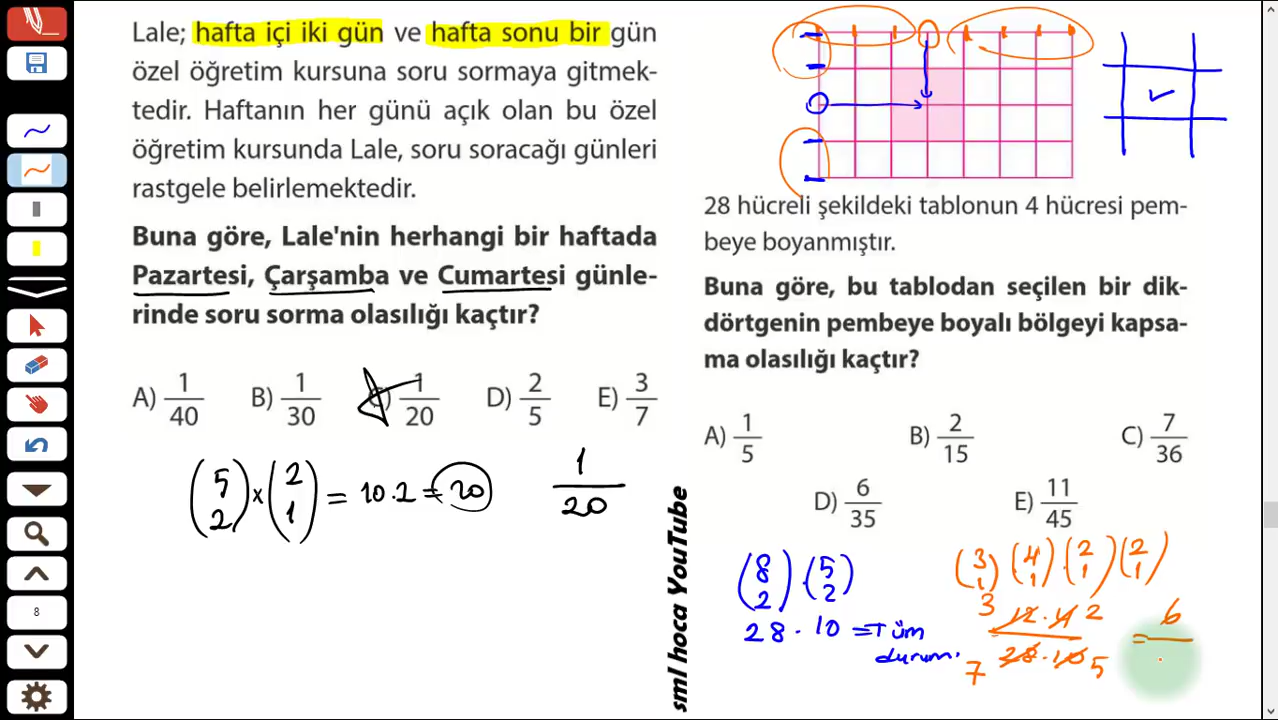 Lale; hafta içi iki gün ve hafta sonu bir gün
özel öğretim kursuna soru sormaya gitmek-
tedir. Haftanın her günü açık olan bu özel
öğretim kursunda Lale, soru soracağı günleri
rastgele belirlemektedir.
Buna göre, Lale'nin herhangi bir haftada
Pazartesi, Çarşamba ve Cumartesi günle-
rinde soru sorma olasılığı kaçtır?
A) 1/40 B) 1/30 C) 1/20 D) 2/5 E) 3/7
(5 2) x (2 1) = 10.2 = 20 1/20
28 hücreli şekildeki tablonun 4 hücresi pem-
beye boyanmıştır.
Buna göre, bu tablodan seçilen bir dik-
dörtgenin pembeye boyalı bölgeyi kapsa-
ma olasılığı kaçtır?
A) 1/5 B) 2/15 C) 7/36
D) 6/35 E) 11/45
(8 2) . (5 2)
28 . 10 = Tüm
durum.
(3 1) (4 1) . (2 1) (2 1)
3 12 . 4 2
7 28 . 10 5
= 6
sml hoca YouTube
8